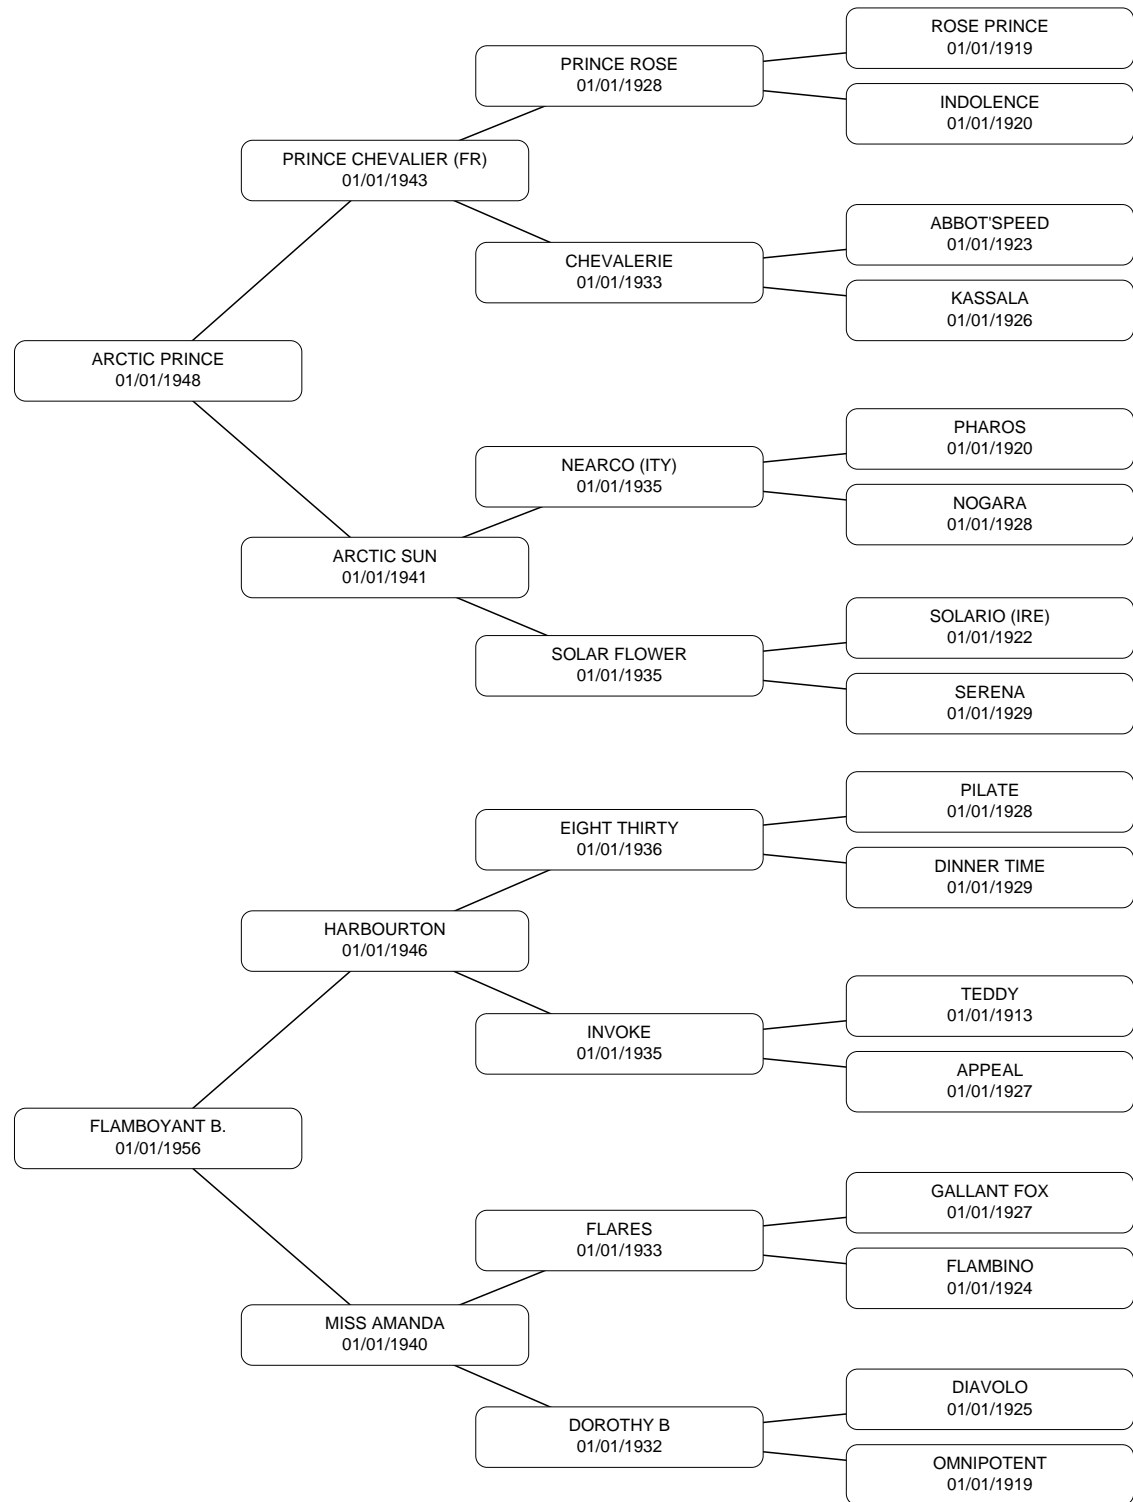 ROSE PRINCE
01/01/1919
PRINCE ROSE
01/01/1928
INDOLENCE
01/01/1920
PRINCE CHEVALIER (FR)
01/01/1943
ABBOT'SPEED
01/01/1923
CHEVALERIE
01/01/1933
KASSALA
01/01/1926
ARCTIC PRINCE
01/01/1948
PHAROS
01/01/1920
NEARCO (ITY)
01/01/1935
NOGARA
01/01/1928
ARCTIC SUN
01/01/1941
SOLARIO (IRE)
01/01/1922
SOLAR FLOWER
01/01/1935
SERENA
01/01/1929
PILATE
01/01/1928
EIGHT THIRTY
01/01/1936
DINNER TIME
01/01/1929
HARBOURTON
01/01/1946
TEDDY
01/01/1913
INVOKE
01/01/1935
APPEAL
01/01/1927
FLAMBOYANT B.
01/01/1956
GALLANT FOX
01/01/1927
FLARES
01/01/1933
FLAMBINO
01/01/1924
MISS AMANDA
01/01/1940
DIAVOLO
01/01/1925
DOROTHY B
01/01/1932
OMNIPOTENT
01/01/1919